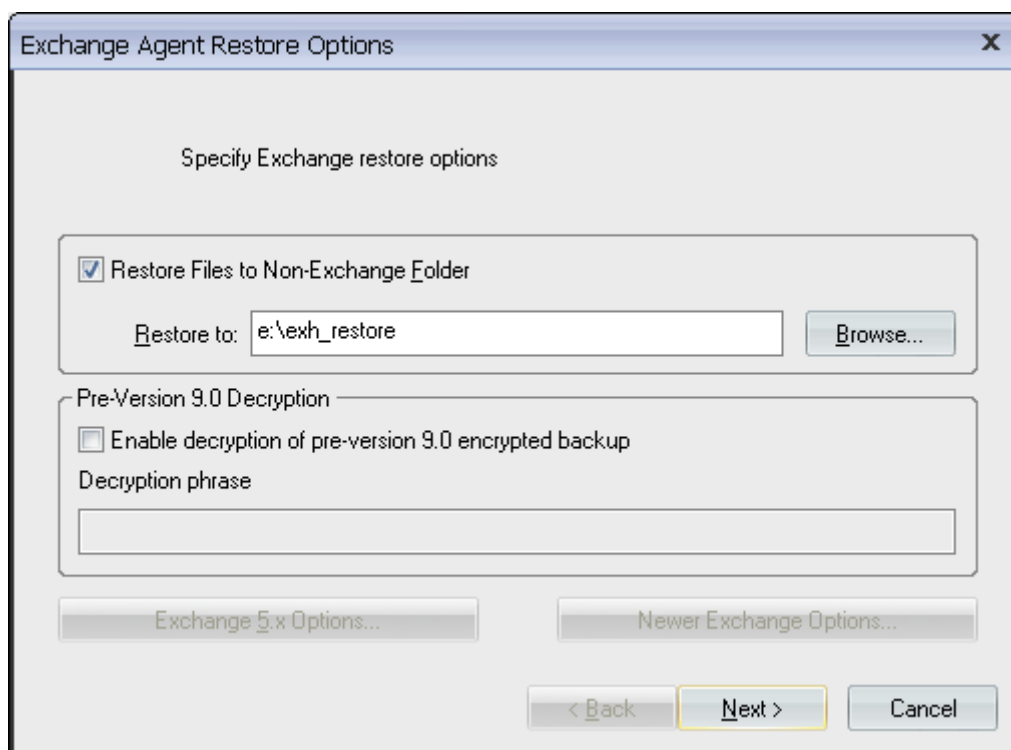 Exchange Agent Restore Options
x
Specify Exchange restore options
Restore Files to Non-Exchange Folder
Restore to: e:\exh_restore Browse...
Pre-Version 9.0 Decryption
Enable decryption of pre-version 9.0 encrypted backup
Decryption phrase
Exchange 5.x Options... Newer Exchange Options...
< Back Next > Cancel